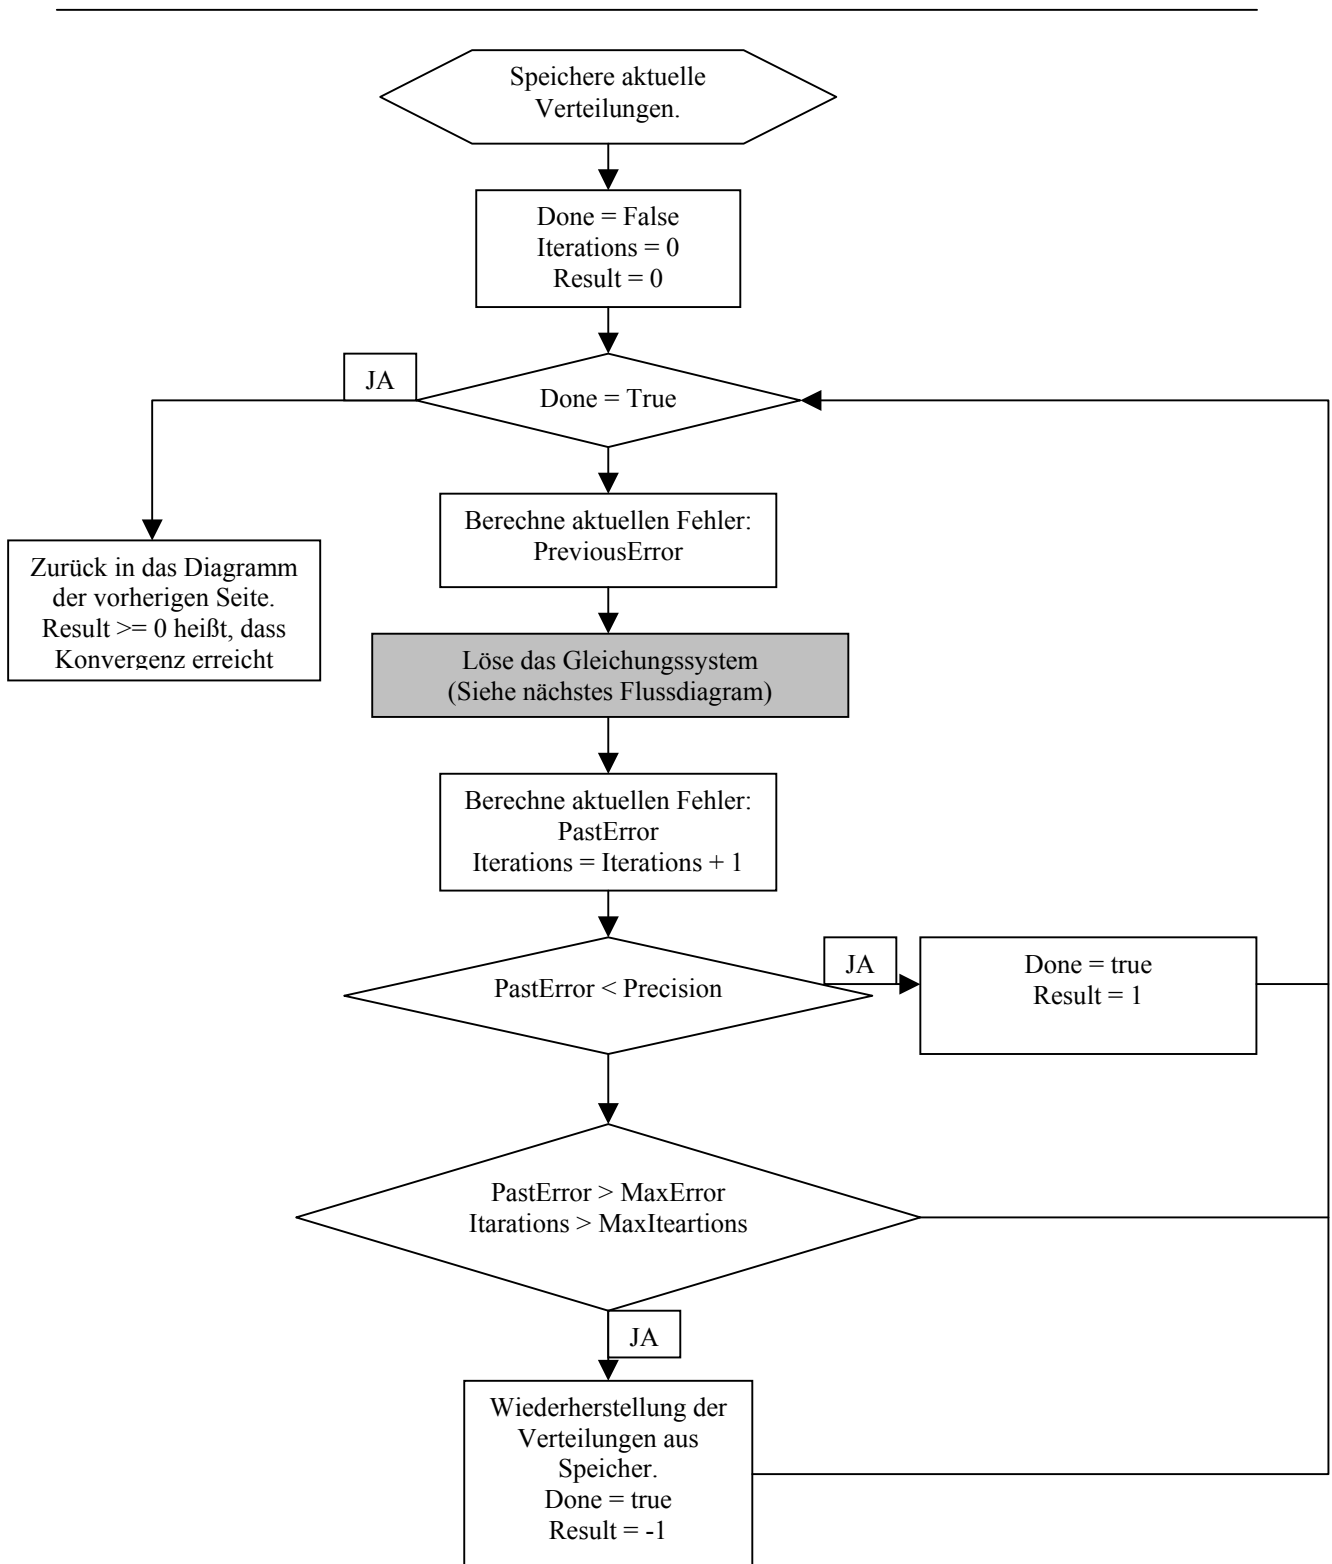 Speichere aktuelle
Verteilungen.
Done = False
Iterations = 0
Result = 0
JA
Done = True
Berechne aktuellen Fehler:
PreviousError
Zurück in das Diagramm
der vorherigen Seite.
Result >= 0 heißt, dass
Konvergenz erreicht
Löse das Gleichungssystem
(Siehe nächstes Flussdiagram)
Berechne aktuellen Fehler:
PastError
Iterations = Iterations + 1
PastError < Precision
JA
Done = true
Result = 1
PastError > MaxError
Itarations > MaxIteartions
JA
Wiederherstellung der
Verteilungen aus
Speicher.
Done = true
Result = -1